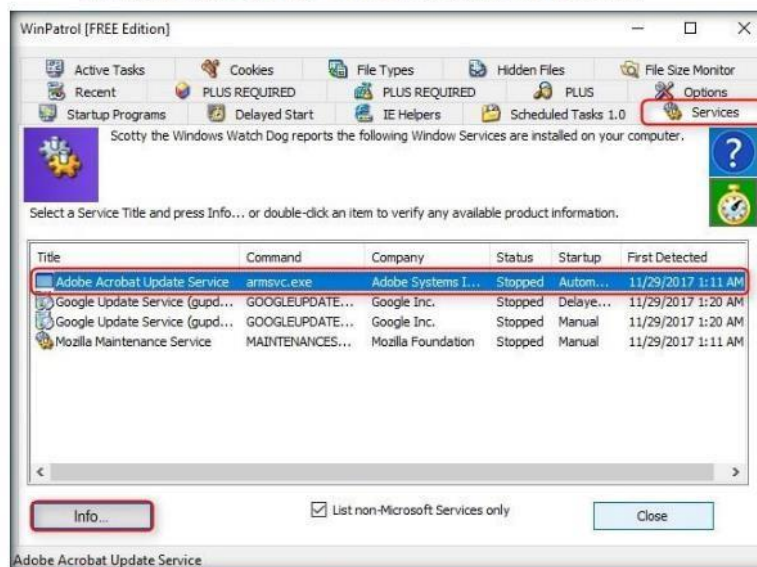 WinPatrol [FREE Edition]
Active Tasks Cookies File Types Hidden Files File Size Monitor
Recent PLUS REQUIRED PLUS REQUIRED PLUS Options
Startup Programs Delayed Start IE Helpers Scheduled Tasks 1.0 Services
Scotty the Windows Watch Dog reports the following Window Services are installed on your computer.
Select a Service Title and press Info... or double-click an item to verify any available product information.
Title Command Company Status Startup First Detected
Adobe Acrobat Update Service armsvc.exe Adobe Systems I... Stopped Autom... 11/29/2017 1:11 AM
Google Update Service (gupd... GOOGLEUPDATE... Google Inc. Stopped Delaye... 11/29/2017 1:20 AM
Google Update Service (gupd... GOOGLEUPDATE... Google Inc. Stopped Manual 11/29/2017 1:20 AM
Mozilla Maintenance Service MAINTENANCES... Mozilla Foundation Stopped Manual 11/29/2017 1:11 AM
Info... List non-Microsoft Services only Close
Adobe Acrobat Update Service